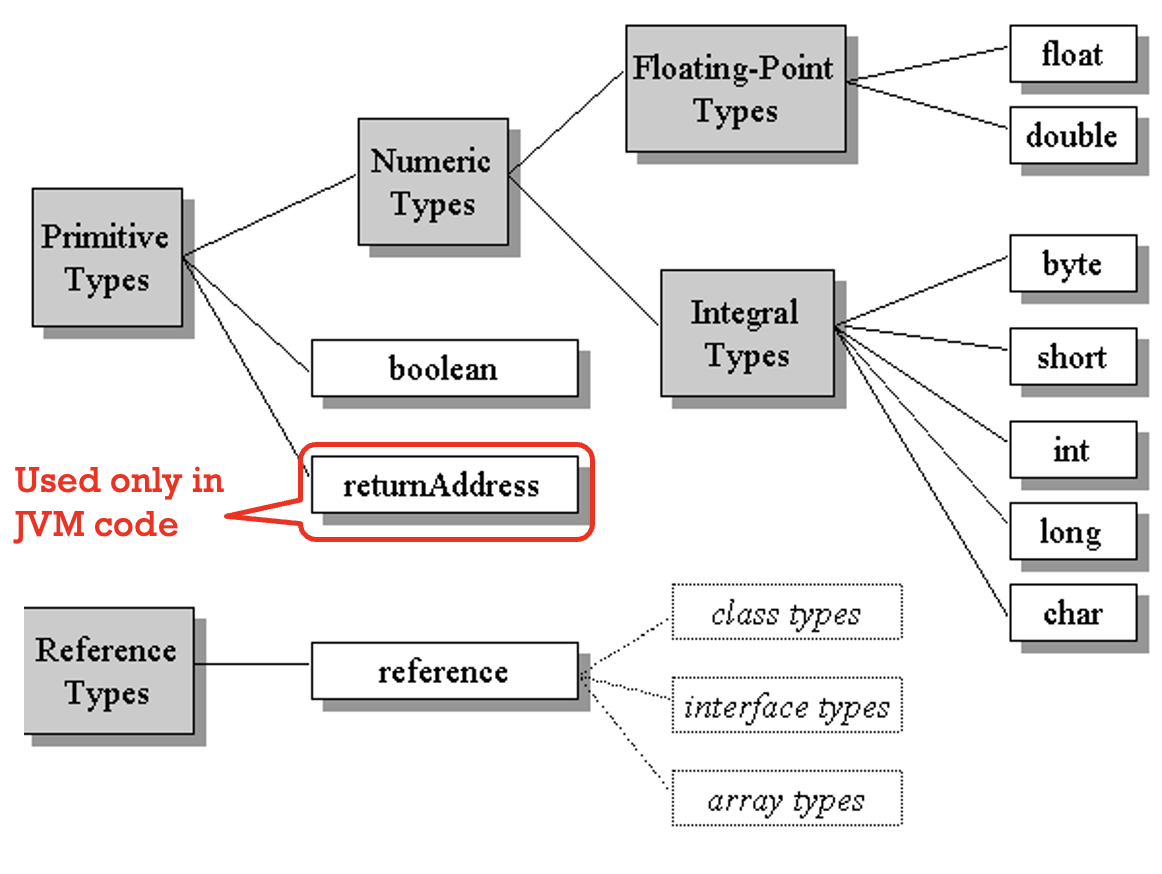 Floating-Point
Types
float
double
Numeric
Types
Primitive
Types
Integral
Types
byte
short
int
long
char
boolean
returnAddress
Used only in
JVM code
Reference
Types
reference
class types
interface types
array types